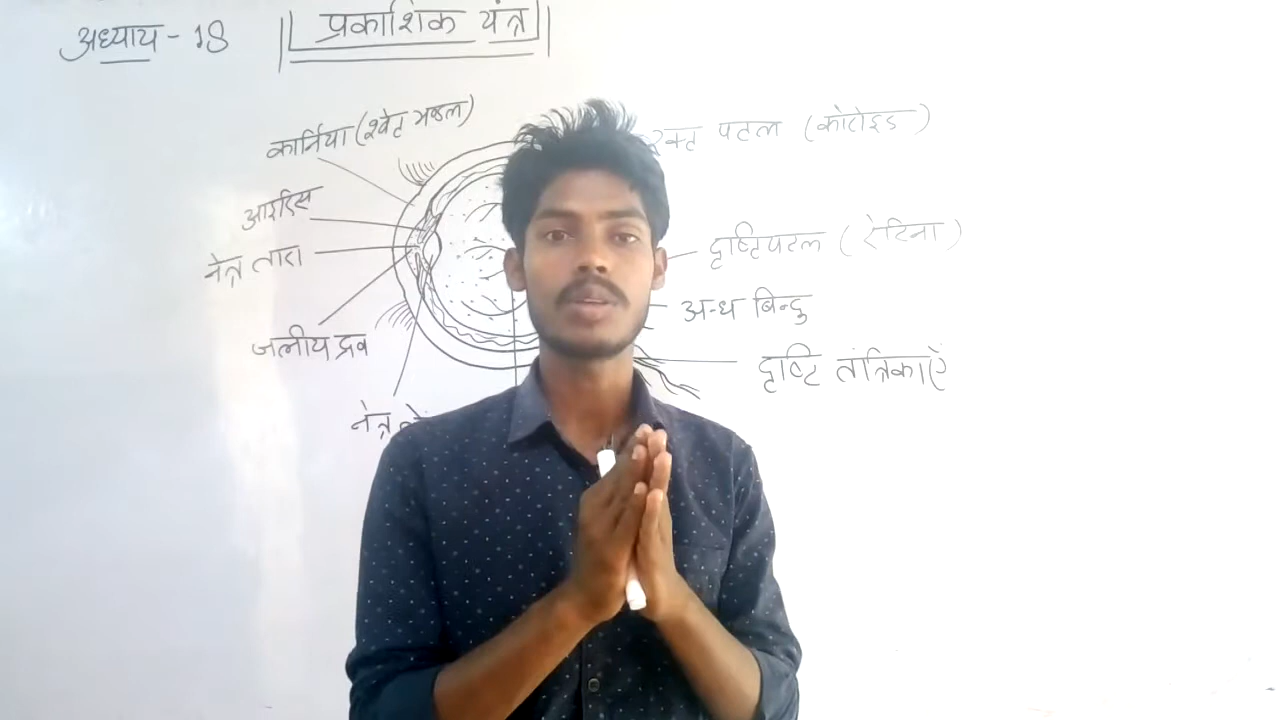 अध्याय - 18
प्रकाशिक यंत्र
कार्निया (श्वेट मण्डल)
रक्ट पटल (कोरोइड)
आइरिस
नेत्र तारा
दृष्टिपटल (रेटिना)
अन्ध बिन्दु
जलीय द्रव
दृष्टि तंत्रिकाऐं
नेत्र